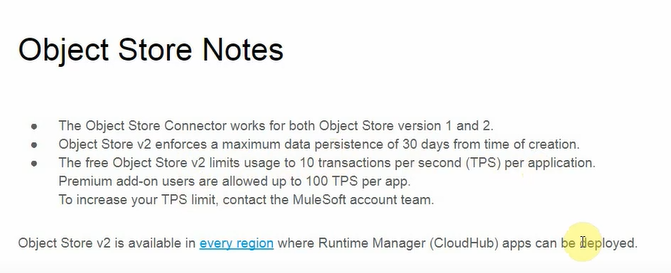 Object Store Notes
● The Object Store Connector works for both Object Store version 1 and 2.
● Object Store v2 enforces a maximum data persistence of 30 days from time of creation.
● The free Object Store v2 limits usage to 10 transactions per second (TPS) per application.
Premium add-on users are allowed up to 100 TPS per app.
To increase your TPS limit, contact the MuleSoft account team.
Object Store v2 is available in every region where Runtime Manager (CloudHub) apps can be deployed.